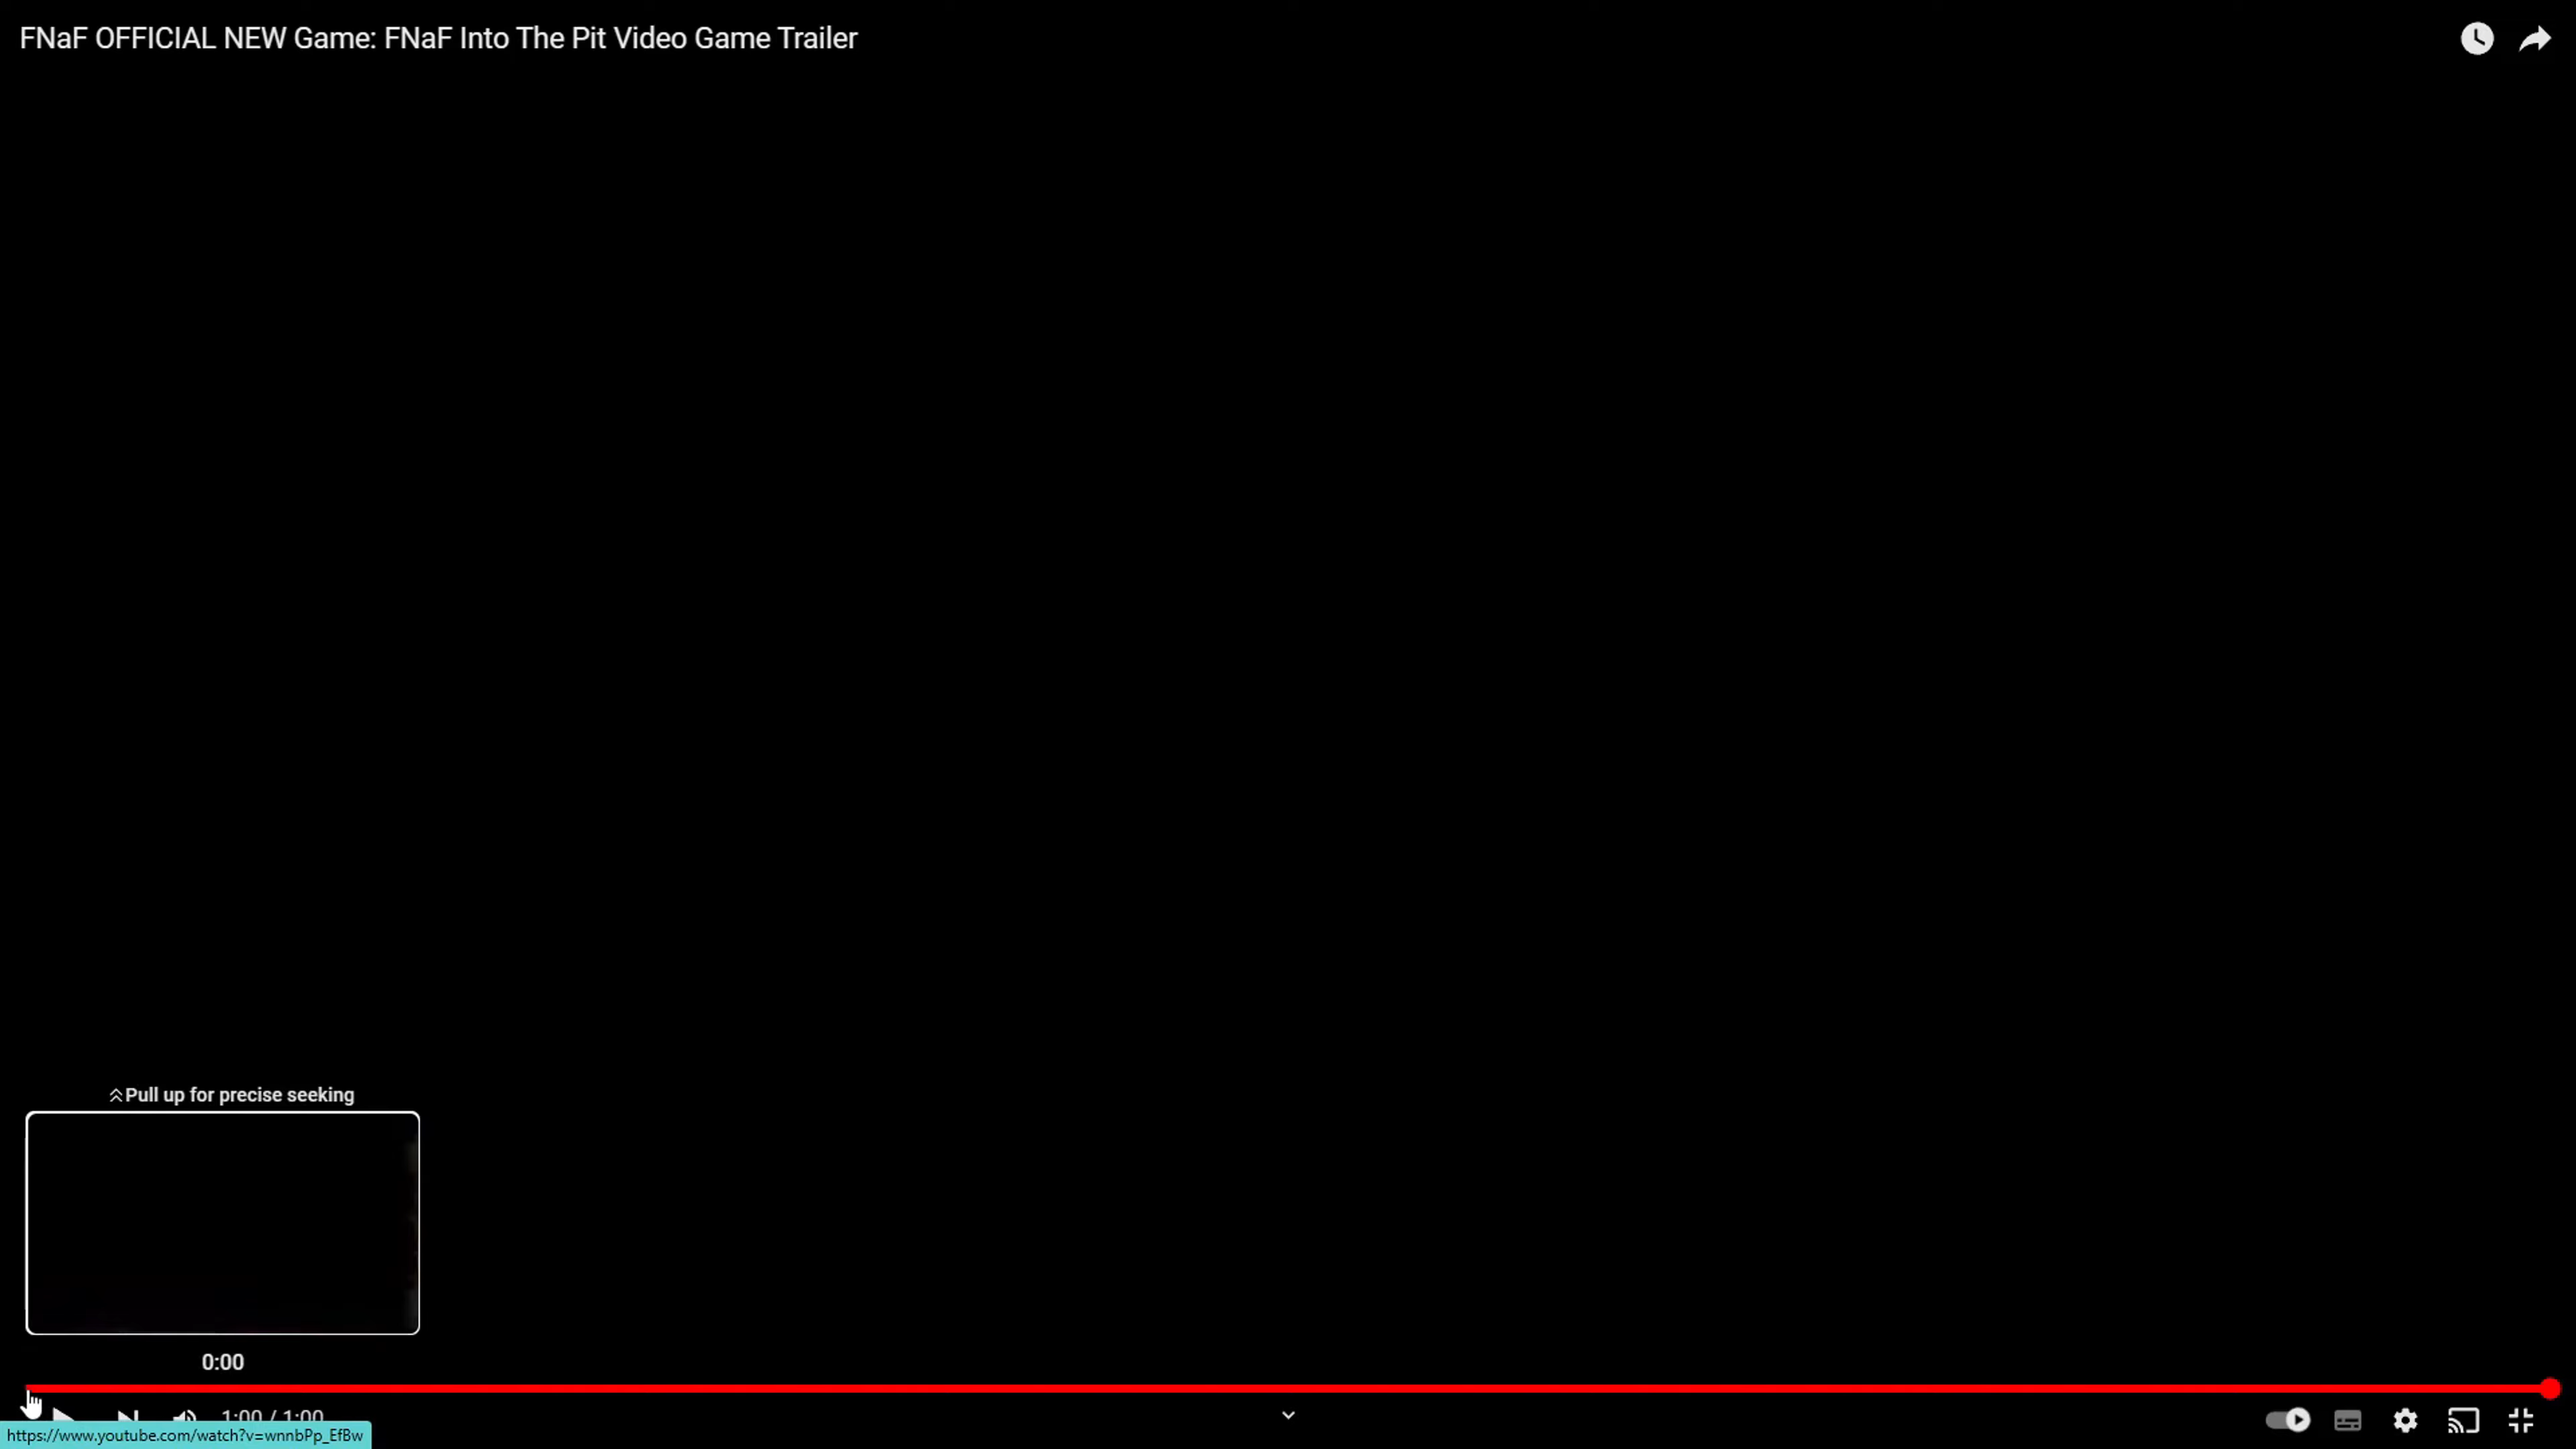 FNaF OFFICIAL NEW Game: FNaF Into The Pit Video Game Trailer
Pull up for precise seeking
0:00
1:00 / 1:00
https://www.youtube.com/watch?v=wnnbPp_EfBw